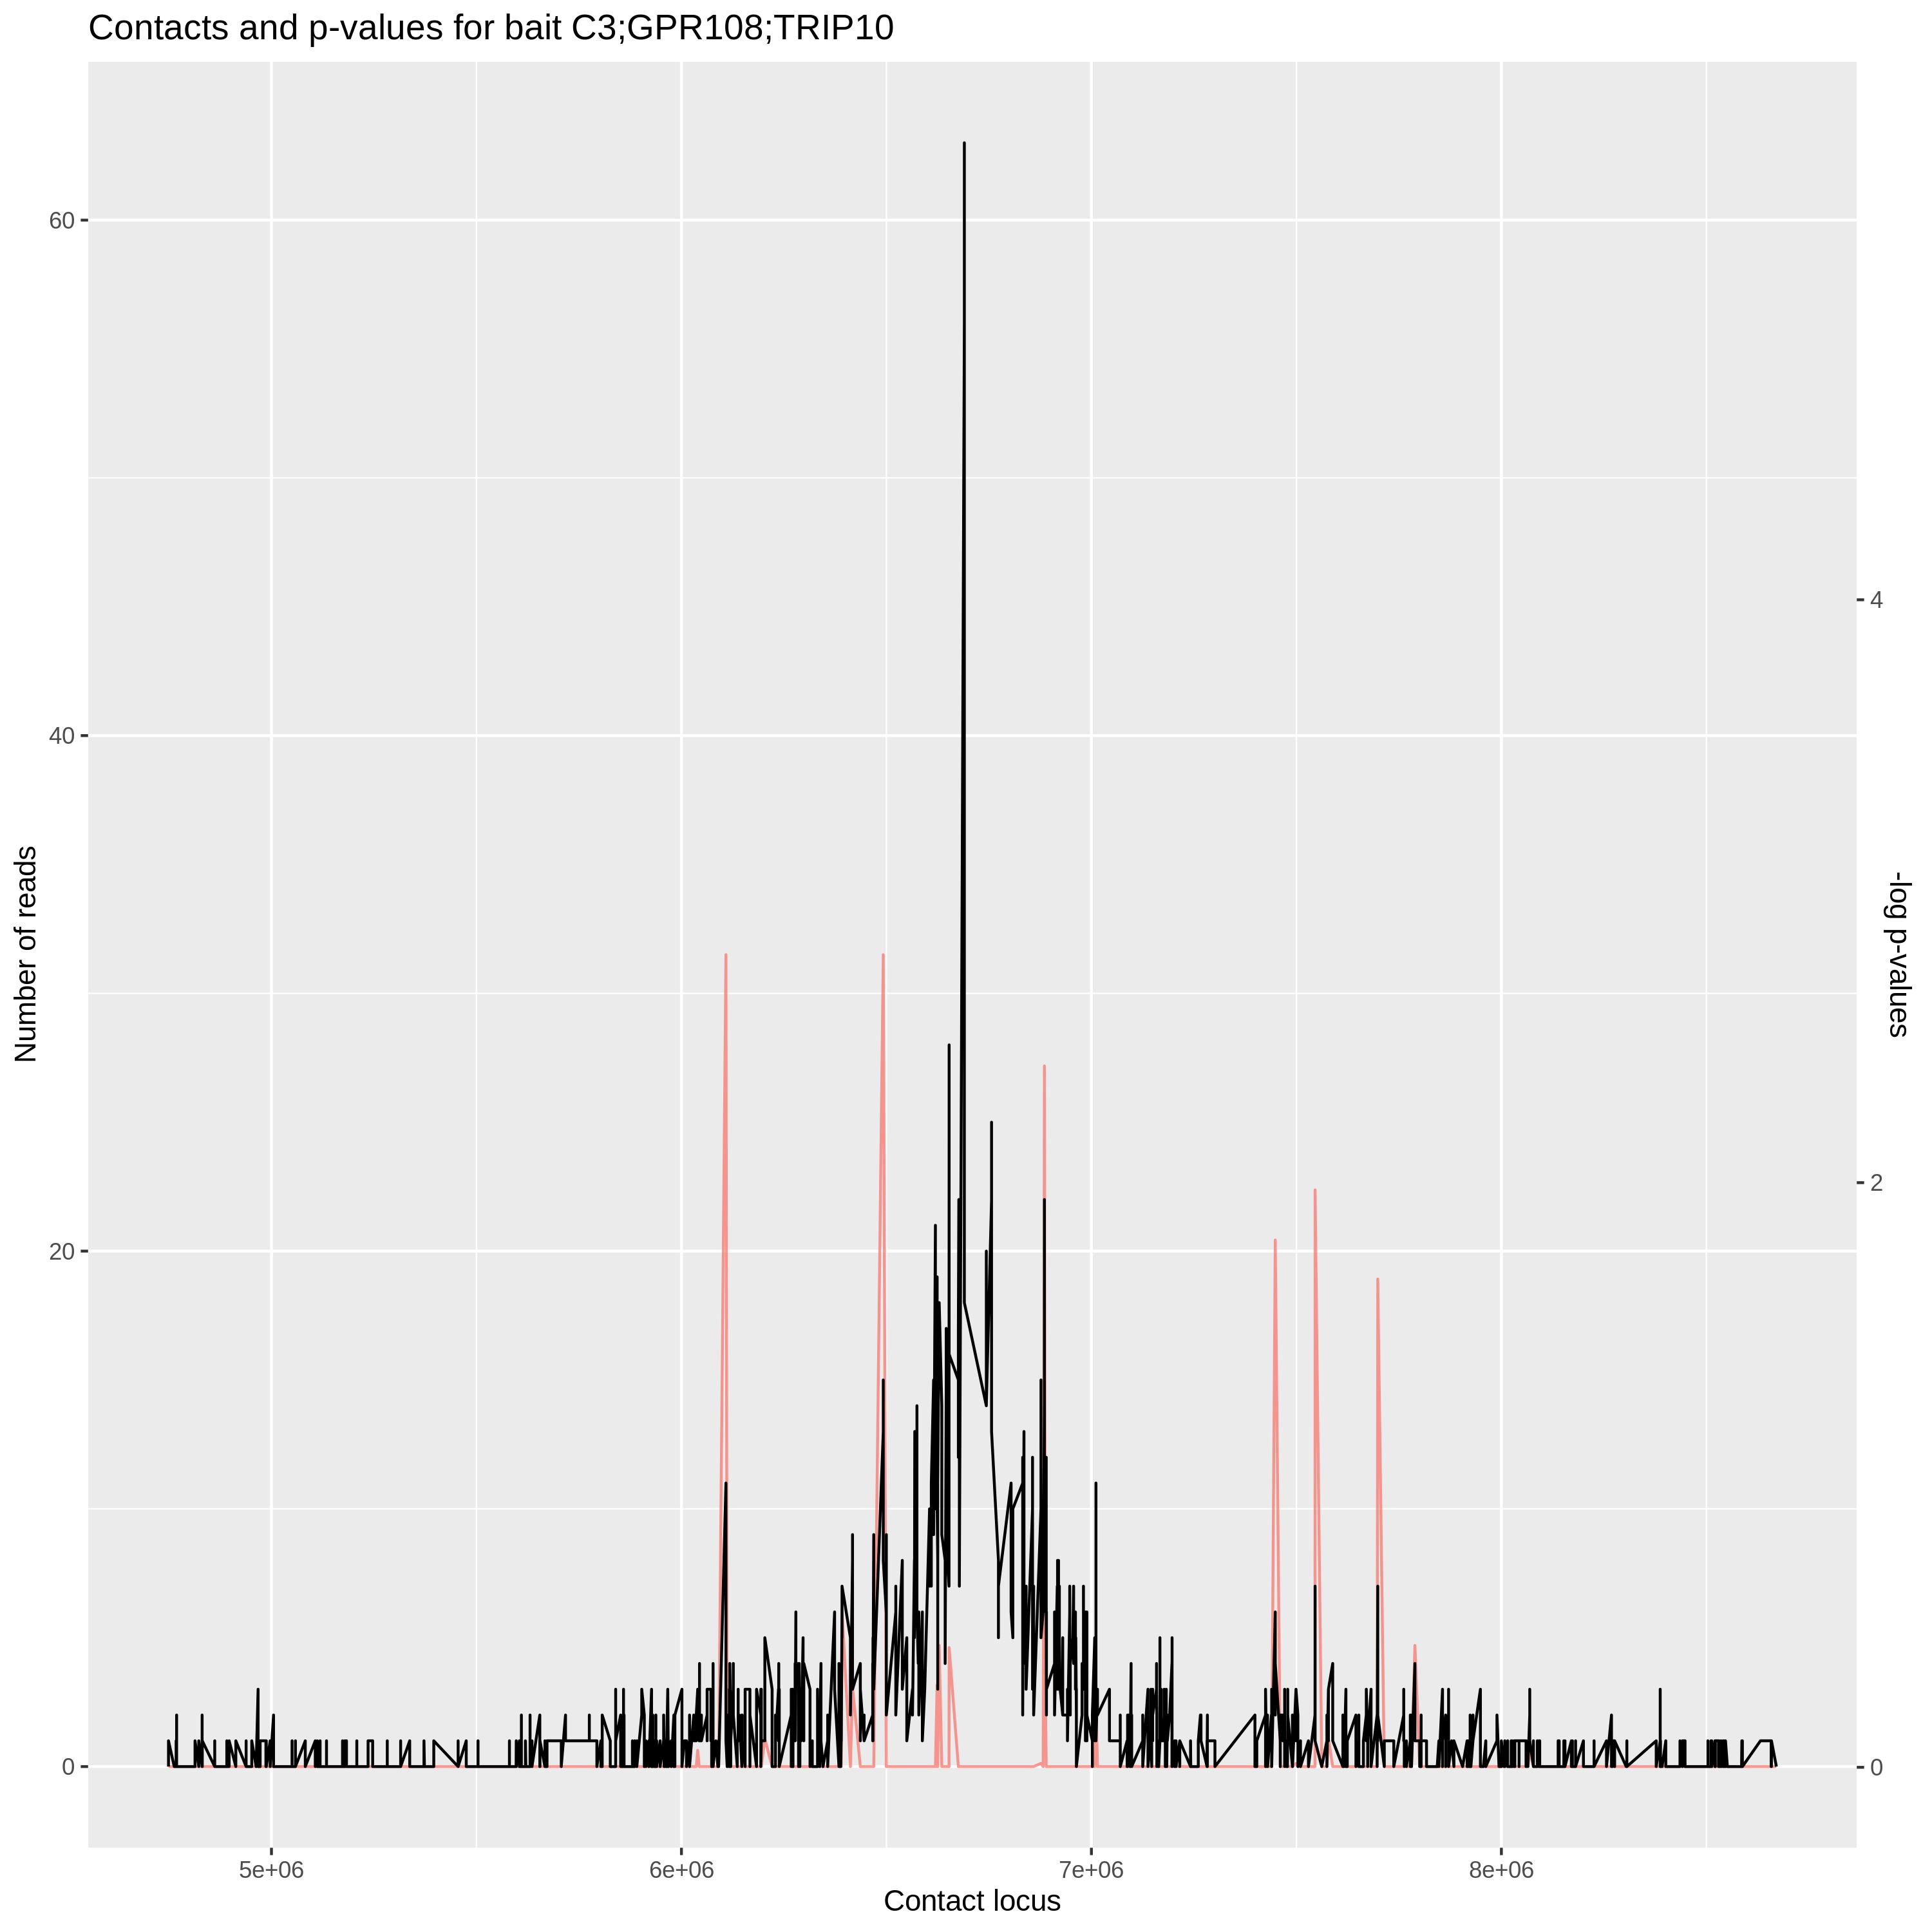 Contacts and p-values for bait C3;GPR108;TRIP10
60
40
20
0
Number of reads
4
2
0
-log p-values
5e+06
6e+06
7e+06
8e+06
Contact locus